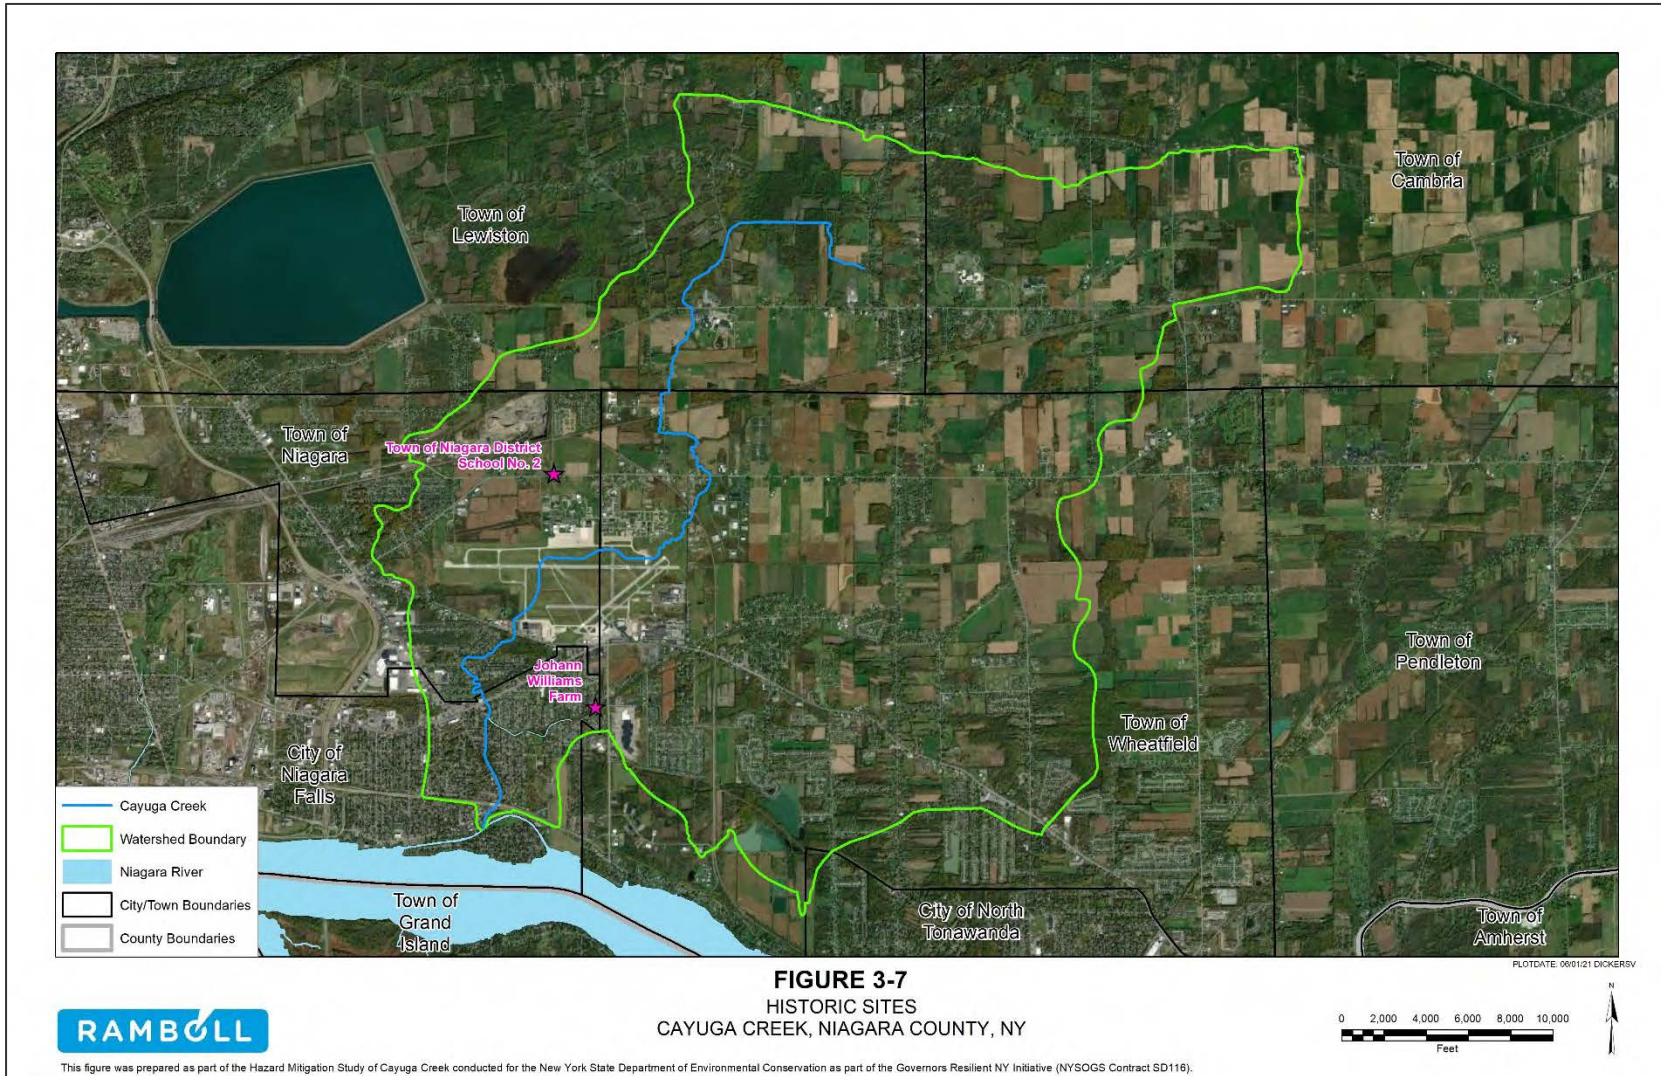 Town of
Cambria
Town of
Lewiston
Town of
Niagara
Town of Niagara District
School No. 2
Johann
Williams
Farm
Town of
Pendleton
Town of
Wheatfield
City of
Niagara
Falls
Cayuga Creek
Watershed Boundary
Niagara River
City/Town Boundaries
County Boundaries
Town of
Grand
Island
City of North
Tonawanda
Town of
Amherst
PLOTDATE: 06/01/21 DICKERSV
FIGURE 3-7
HISTORIC SITES
CAYUGA CREEK, NIAGARA COUNTY, NY
RAMBOLL
N
0 2,000 4,000 6,000 8,000 10,000
Feet
This figure was prepared as part of the Hazard Mitigation Study of Cayuga Creek conducted for the New York State Department of Environmental Conservation as part of the Governors Resilient NY Initiative (NYSOGS Contract SD116).